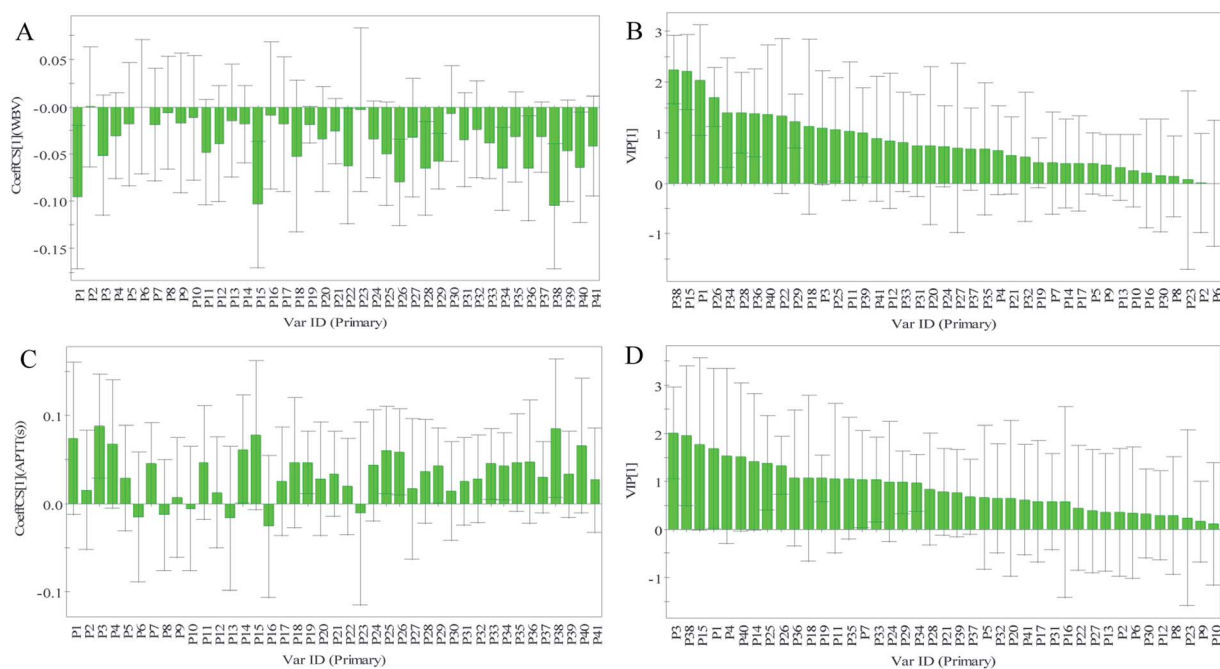 A
CoeffCS[1](WBV)
0.05
-0.00
-0.05
-0.10
-0.15
P1 P2 P3 P4 P5 P6 P7 P8 P9 P10 P11 P12 P13 P14 P15 P16 P17 P18 P19 P20 P21 P22 P23 P24 P25 P26 P27 P28 P29 P30 P31 P32 P33 P34 P35 P36 P37 P38 P39 P40 P41
Var ID (Primary)
B
VIP[1]
3
2
1
0
-1
P38 P15 P1 P26 P34 P28 P36 P40 P22 P29 P18 P3 P25 P11 P39 P41 P12 P33 P31 P20 P24 P27 P37 P35 P4 P21 P32 P19 P7 P14 P17 P5 P9 P13 P10 P16 P30 P8 P23 P2 P6
Var ID (Primary)
C
CoeffCS[1](APT(s))
0.1
0.0
-0.1
P1 P2 P3 P4 P5 P6 P7 P8 P9 P10 P11 P12 P13 P14 P15 P16 P17 P18 P19 P20 P21 P22 P23 P24 P25 P26 P27 P28 P29 P30 P31 P32 P33 P34 P35 P36 P37 P38 P39 P40 P41
Var ID (Primary)
D
VIP[1]
3
2
1
0
-1
P3 P38 P15 P1 P4 P40 P14 P25 P26 P36 P18 P19 P11 P35 P7 P33 P24 P29 P34 P28 P21 P39 P37 P5 P32 P20 P41 P17 P31 P16 P22 P27 P13 P2 P6 P30 P12 P8 P23 P9 P10
Var ID (Primary)